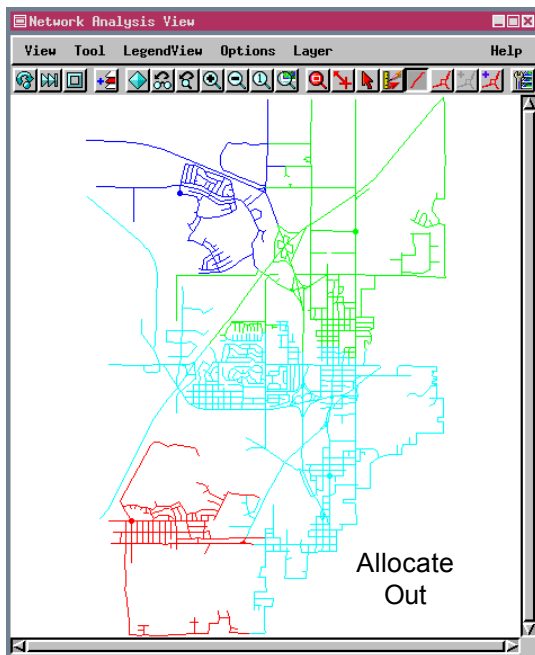 Network Analysis View
View Tool LegendView Options Layer Help
Allocate
Out